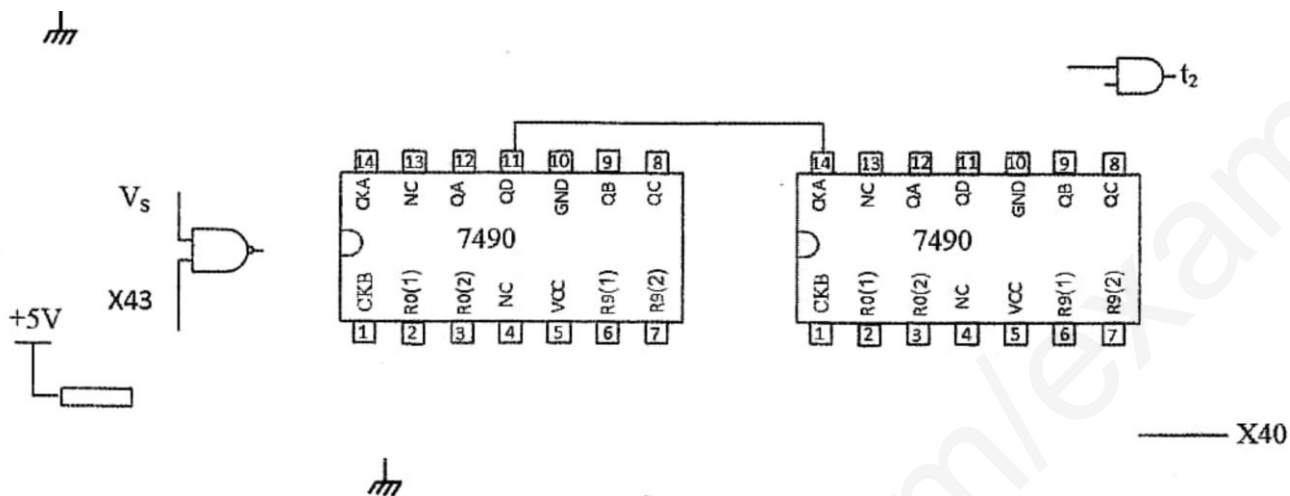 t₂
14 13 12 11 10 9 8
CKA NC QA QD GND QB QC
7490
CKB R0(1) R0(2) NC VCC R9(1) R9(2)
1 2 3 4 5 6 7
14 13 12 11 10 9 8
CKA NC QA QD GND QB QC
7490
CKB R0(1) R0(2) NC VCC R9(1) R9(2)
1 2 3 4 5 6 7
V_S
X43
+5V
X40
m/exam